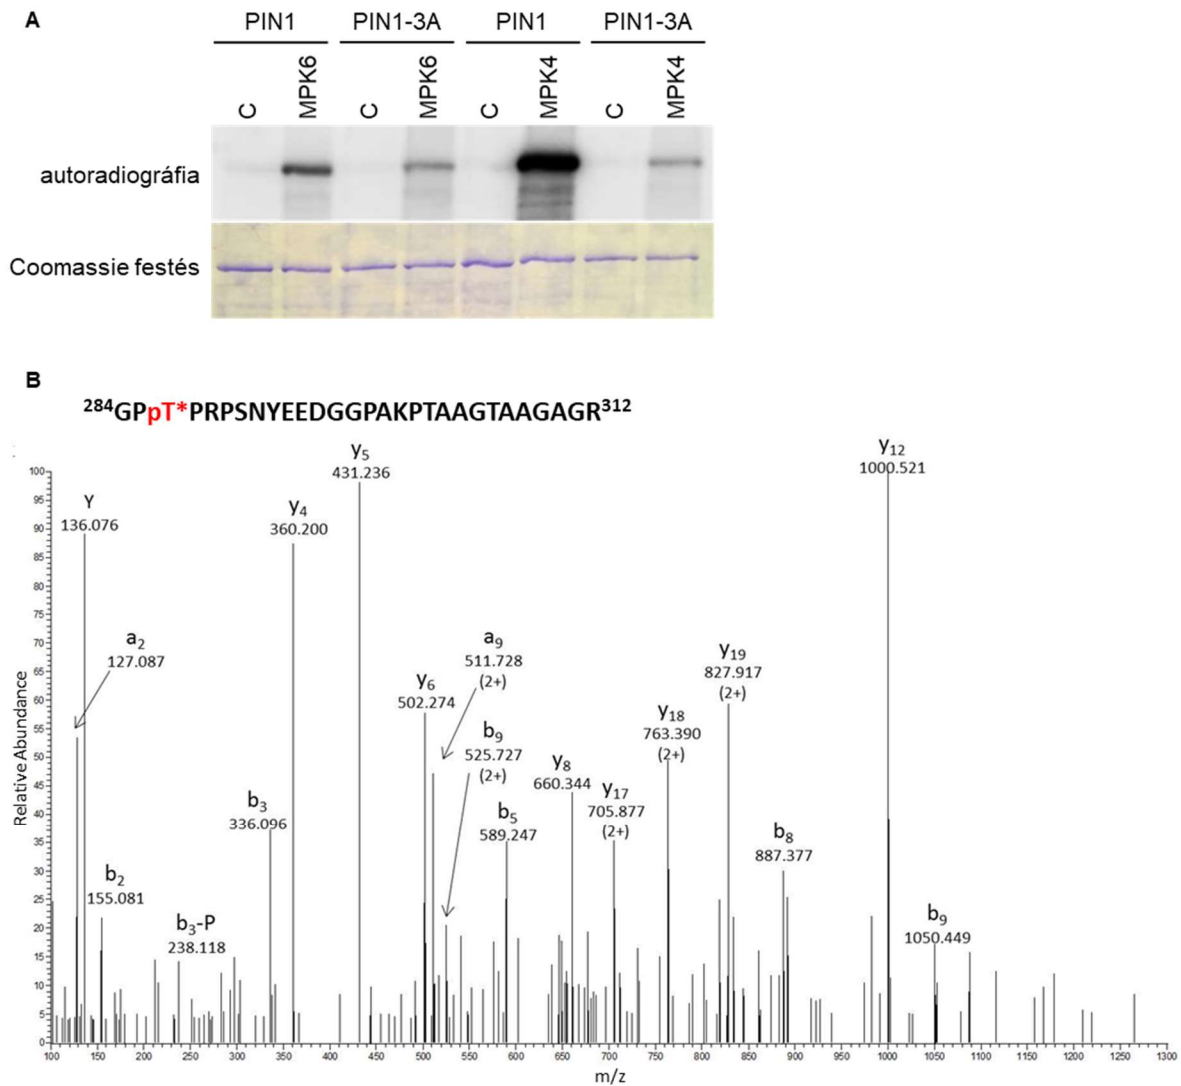 A
PIN1 PIN1-3A PIN1 PIN1-3A
C MPK6 C MPK6 C MPK4 C MPK4
autoradiográfia
Coomassie festés
B
284GPpT*PRPSNYEEDGGPAKPTAAGTAAGAGR312
y12
1000.521
y5
431.236
Y
136.076
y4
360.200
a2
127.087
a9
511.728
(2+)
y19
827.917
(2+)
y6
502.274
y18
763.390
(2+)
b9
525.727
(2+)
y8
660.344
y17
705.877
(2+)
b3
336.096
b5
589.247
b8
887.377
b2
155.081
b3-P
238.118
b9
1050.449
Relative Abundance
100
95
90
85
80
75
70
65
60
55
50
45
40
35
30
25
20
15
10
5
0
100 150 200 250 300 350 400 450 500 550 600 650 700 750 800 850 900 950 1000 1050 1100 1150 1200 1250 1300
m/z